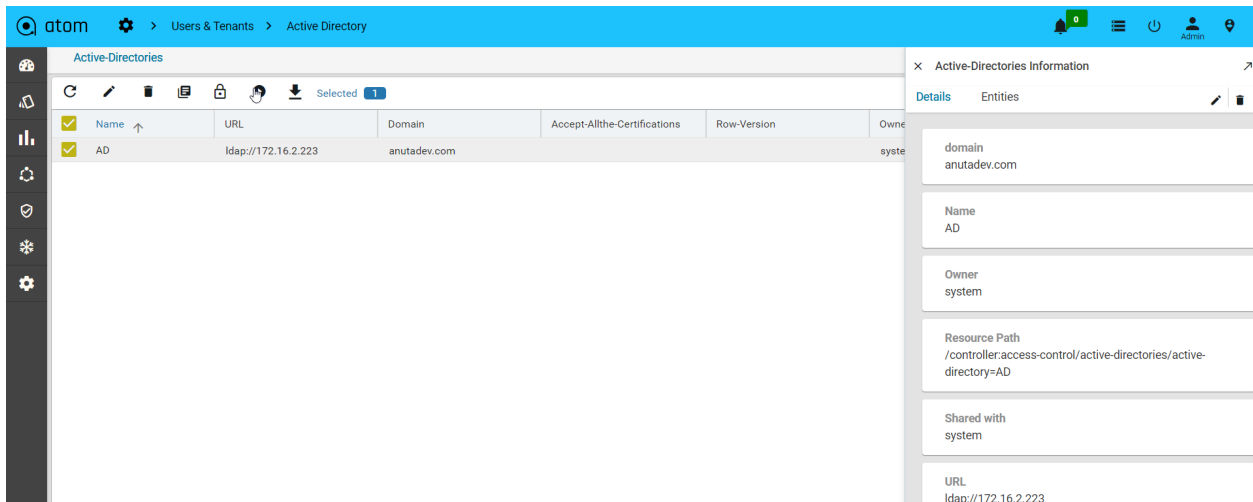 atom > Users & Tenants > Active Directory 0 Admin
Active-Directories
Selected 1
Name URL Domain Accept-Allthe-Certifications Row-Version Owne
AD ldap://172.16.2.223 anutadev.com syste
Active-Directories Information
Details Entities
domain
anutadev.com
Name
AD
Owner
system
Resource Path
/controller:access-control/active-directories/active-
directory=AD
Shared with
system
URL
ldap://172.16.2.223